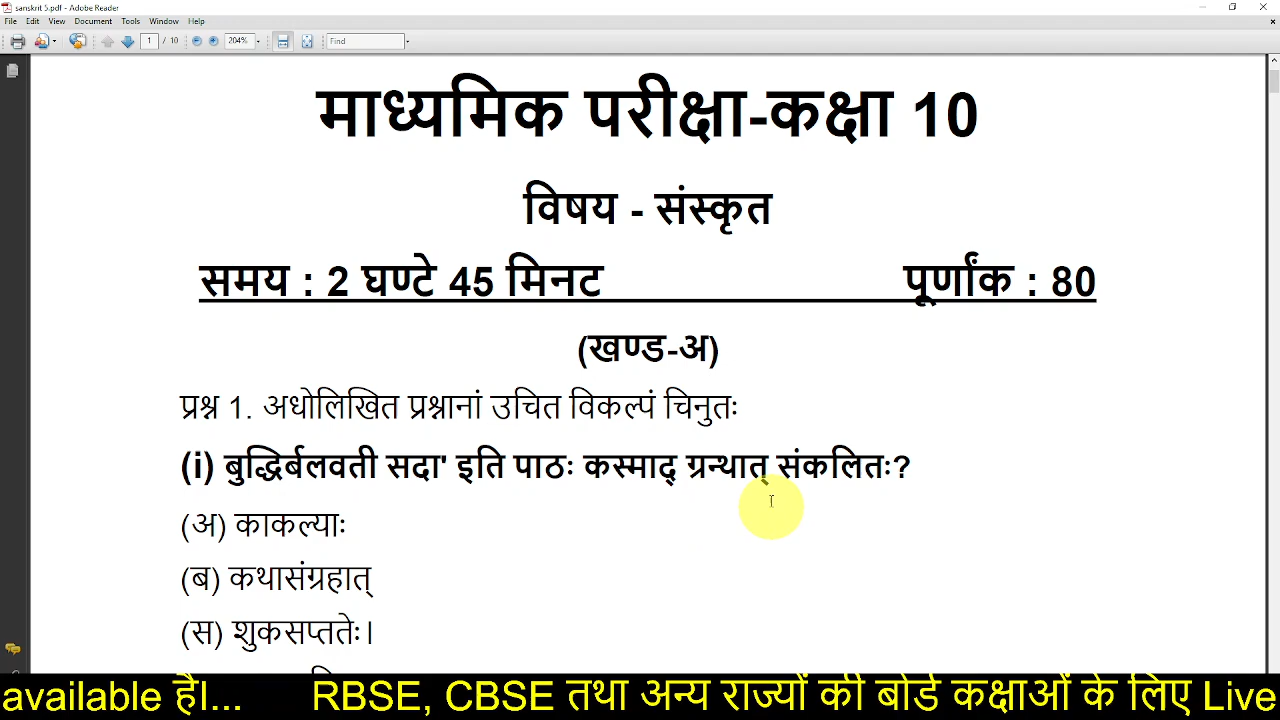 sanskrit 5.pdf - Adobe Reader
File Edit View Document Tools Window Help
1 / 10 204% Find
माध्यमिक परीक्षा-कक्षा 10
विषय - संस्कृत
समय : 2 घण्टे 45 मिनट पूर्णांक : 80
(खण्ड-अ)
प्रश्न 1. अधोलिखित प्रश्नानां उचित विकल्पं चिनुतः
(i) बुद्धिर्बलवती सदा' इति पाठः कस्माद् ग्रन्थात् संकलितः?
(अ) काकल्याः
(ब) कथासंग्रहात्
(स) शुकसप्ततेः।
available है।... RBSE, CBSE तथा अन्य राज्यों की बोर्ड कक्षाओं के लिए Live